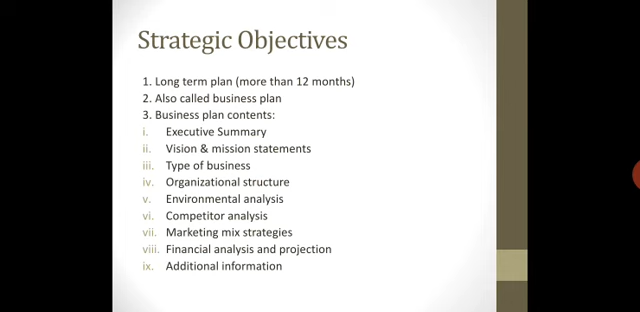 Strategic Objectives
1. Long term plan (more than 12 months)
2. Also called business plan
3. Business plan contents:
i. Executive Summary
ii. Vision & mission statements
iii. Type of business
iv. Organizational structure
v. Environmental analysis
vi. Competitor analysis
vii. Marketing mix strategies
viii. Financial analysis and projection
ix. Additional information